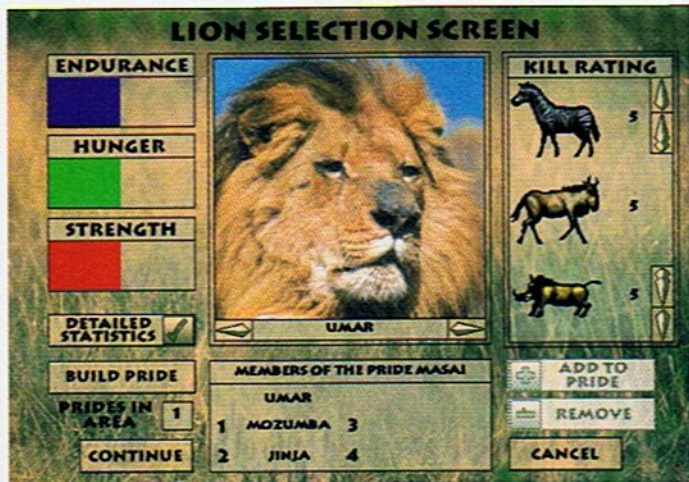 LION SELECTION SCREEN
ENDURANCE
HUNGER
STRENGTH
DETAILED
STATISTICS
BUILD PRIDE
PRIDES IN
AREA 1
CONTINUE
UMAR
MEMBERS OF THE PRIDE MASAI
UMAR
1 MOZUMBA 3
2 JINJA 4
KILL RATING
5
5
5
ADD TO
PRIDE
REMOVE
CANCEL